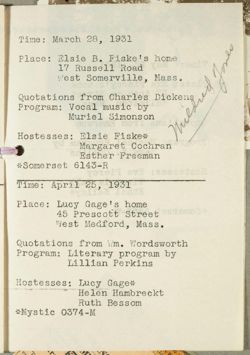 Time: March 28, 1931
Place: Elsie B. Fiske's home
17 Russell Road
West Somerville, Mass.
Quotations from Charles Dickens
Program: Vocal music by
Muriel Simonson
Mildred
Hostesses: Elsie Fiske*
Margaret Cochran
Esther Freeman
*Somerset 6143-R
Time: April 25, 1931
Place: Lucy Gage's home
45 Prescott Street
West Medford, Mass.
Quotations from Wm. Wordsworth
Program: Literary program by
Lillian Perkins
Hostesses: Lucy Gage*
Helen Hambreckt
Ruth Bessom
*Mystic 0374-M